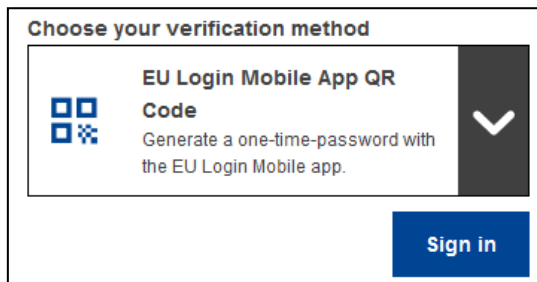 Choose your verification method
EU Login Mobile App QR
Code
Generate a one-time-password with
the EU Login Mobile app.
Sign in